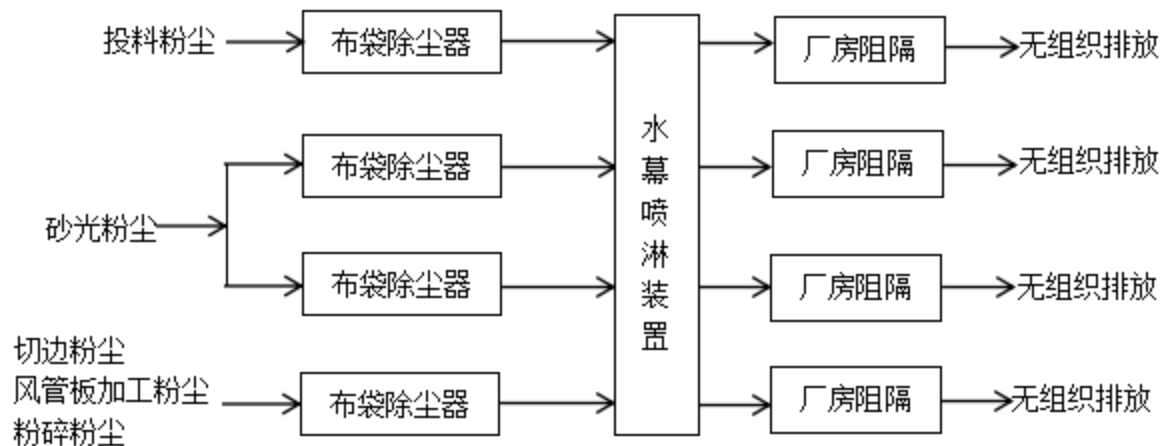 投料粉尘
布袋除尘器
厂房阻隔
无组织排放
布袋除尘器
厂房阻隔
无组织排放
砂光粉尘
水幕喷淋装置
布袋除尘器
厂房阻隔
无组织排放
切边粉尘
风管板加工粉尘
粉碎粉尘
布袋除尘器
厂房阻隔
无组织排放